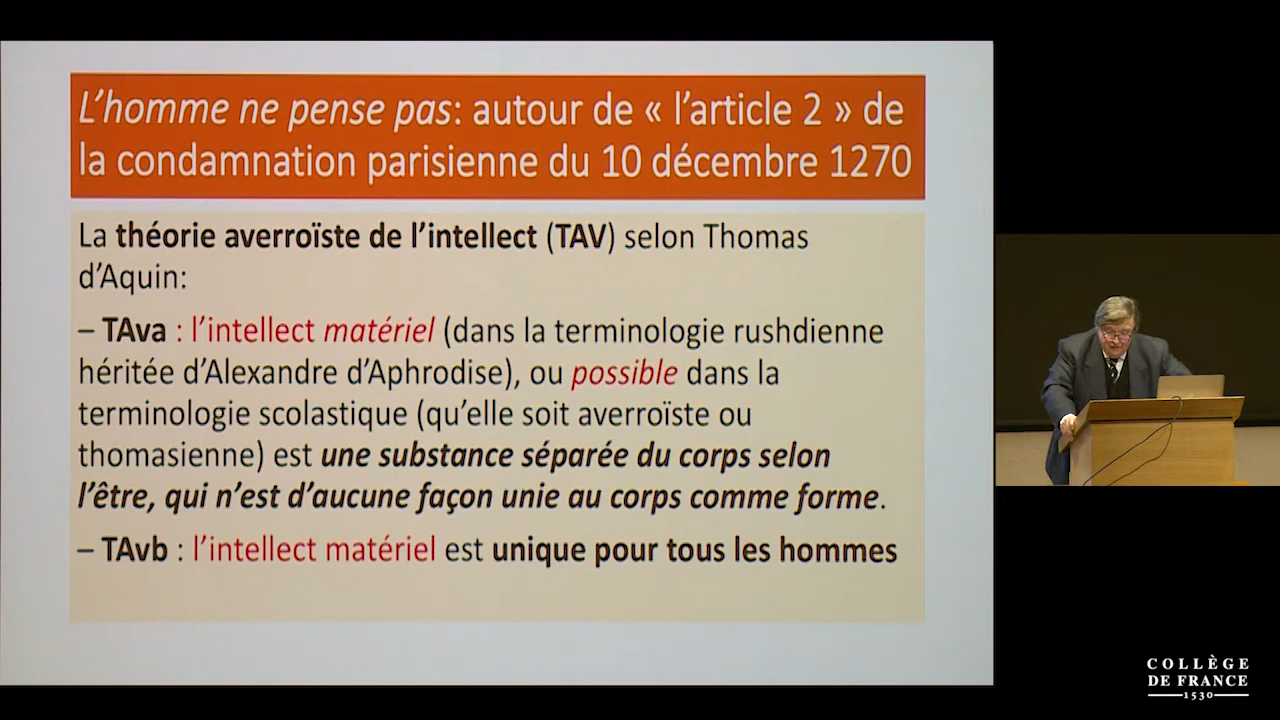 L'homme ne pense pas: autour de « l'article 2 » de
la condamnation parisienne du 10 décembre 1270
La théorie averroïste de l'intellect (TAV) selon Thomas
d'Aquin:
– TAva : l'intellect matériel (dans la terminologie rushdienne
héritée d'Alexandre d'Aphrodise), ou possible dans la
terminologie scolastique (qu'elle soit averroïste ou
thomasienne) est une substance séparée du corps selon
l'être, qui n'est d'aucune façon unie au corps comme forme.
– TAvb : l'intellect matériel est unique pour tous les hommes
COLLÈGE
DE FRANCE
1530